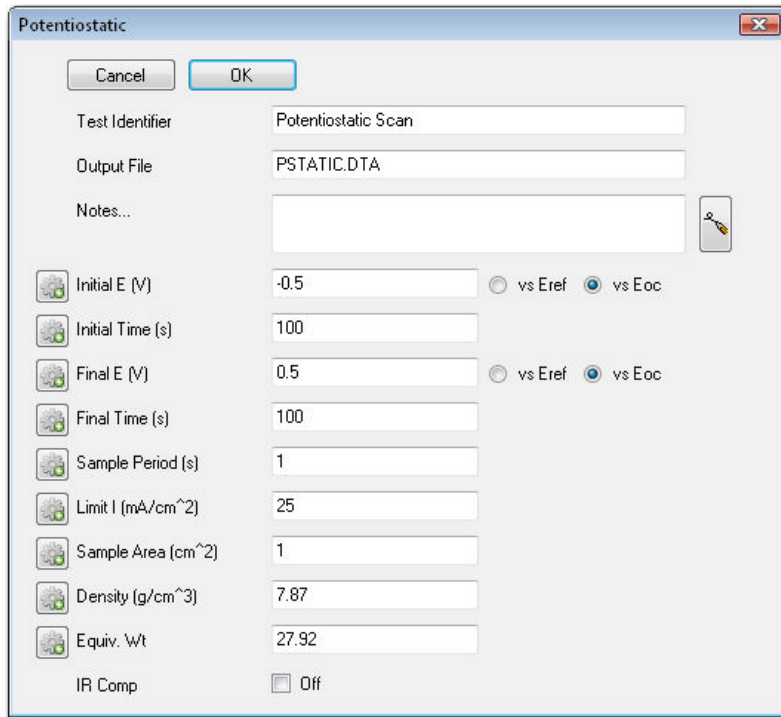 Potentiostatic
Cancel OK
Test Identifier Potentiostatic Scan
Output File PSTATIC.DTA
Notes...
Initial E (V) -0.5 vs Eref vs Eoc
Initial Time (s) 100
Final E (V) 0.5 vs Eref vs Eoc
Final Time (s) 100
Sample Period (s) 1
Limit I (mA/cm^2) 25
Sample Area (cm^2) 1
Density (g/cm^3) 7.87
Equiv. Wt 27.92
IR Comp Off